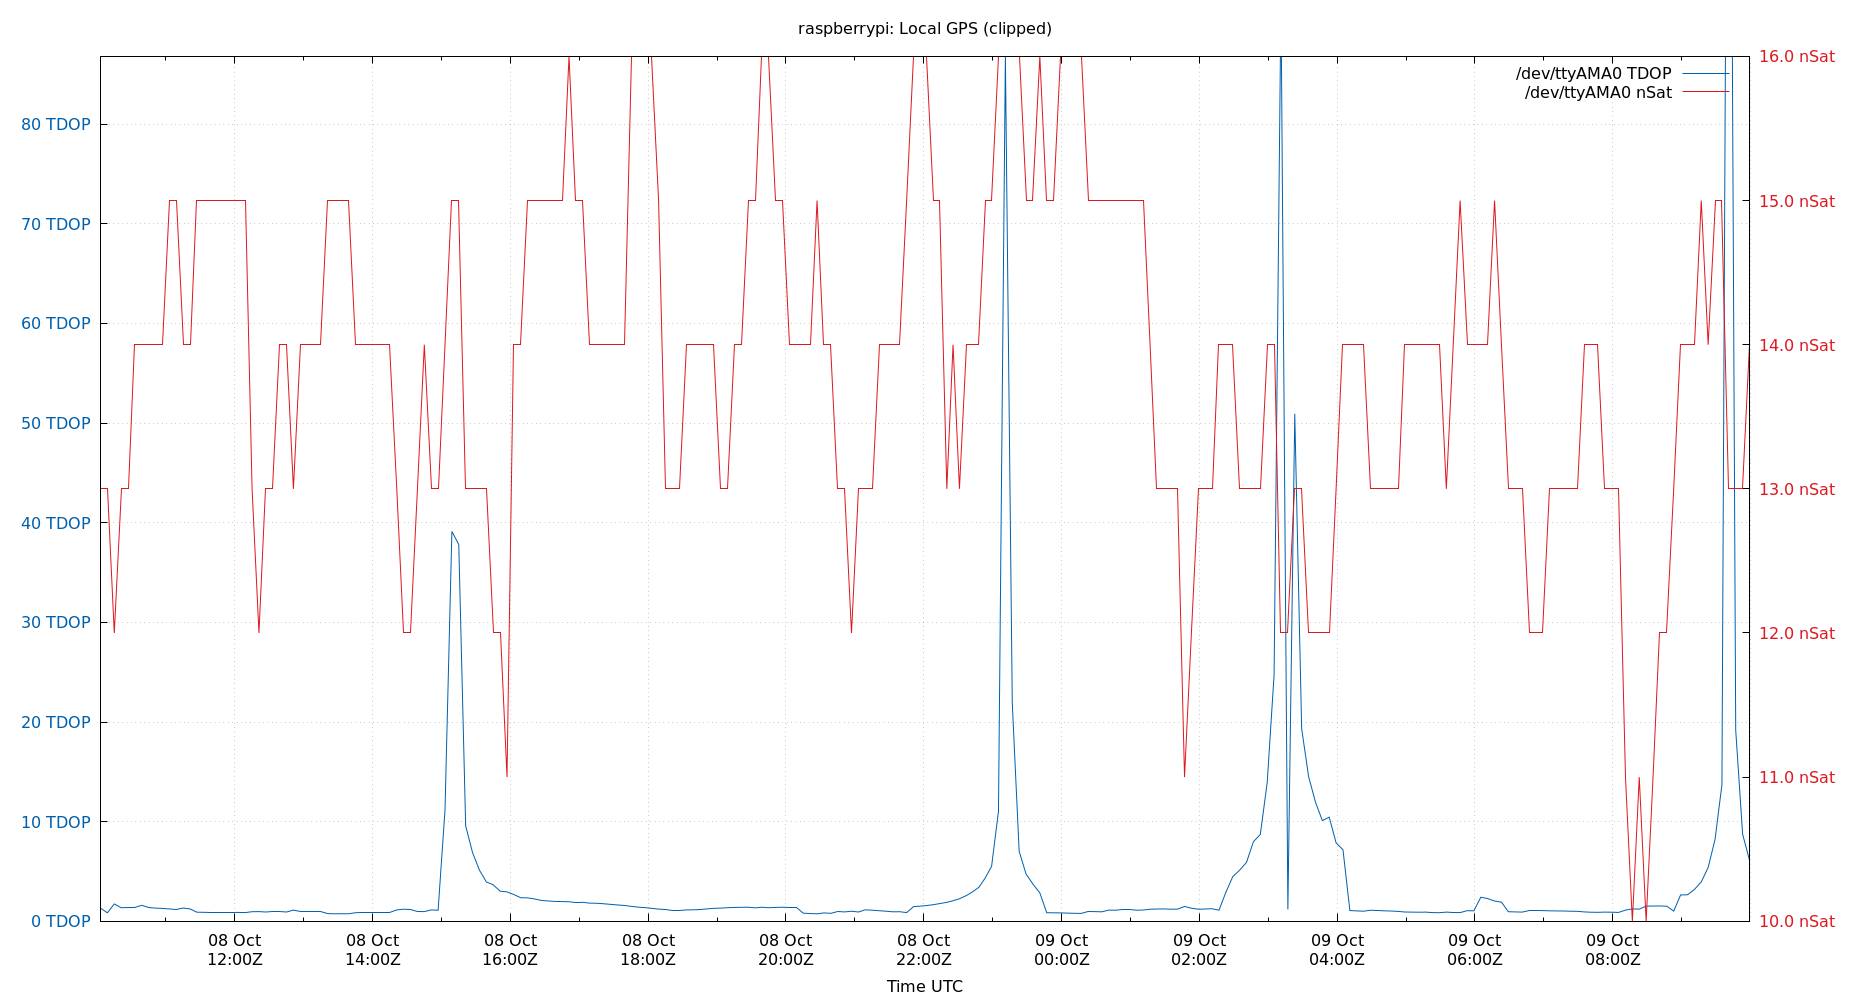 raspberrypi: Local GPS (clipped)
/dev/ttyAMA0 TDOP
/dev/ttyAMA0 nSat
80 TDOP
70 TDOP
60 TDOP
50 TDOP
40 TDOP
30 TDOP
20 TDOP
10 TDOP
0 TDOP
16.0 nSat
15.0 nSat
14.0 nSat
13.0 nSat
12.0 nSat
11.0 nSat
10.0 nSat
08 Oct
12:00Z
08 Oct
14:00Z
08 Oct
16:00Z
08 Oct
18:00Z
08 Oct
20:00Z
08 Oct
22:00Z
09 Oct
00:00Z
09 Oct
02:00Z
09 Oct
04:00Z
09 Oct
06:00Z
09 Oct
08:00Z
Time UTC